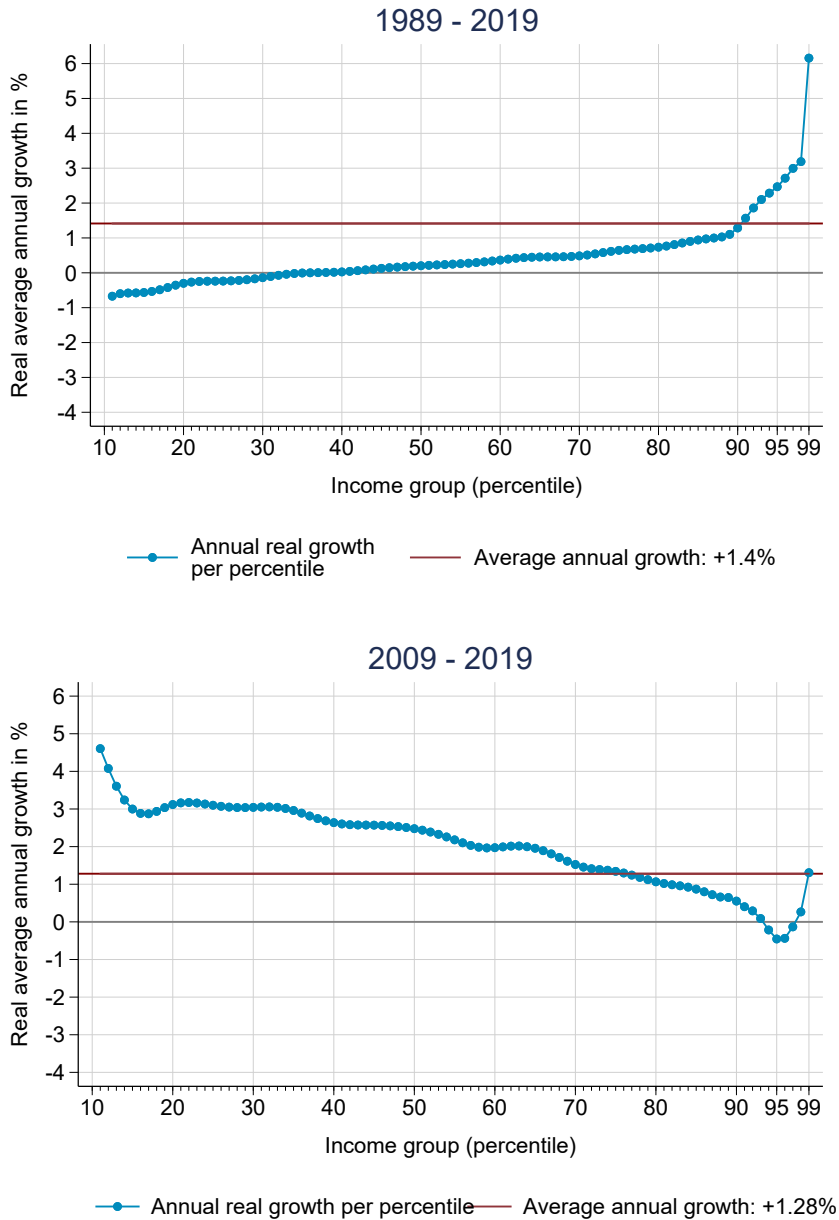 1989 - 2019
Real average annual growth in %
6
5
4
3
2
1
0
-1
-2
-3
-4
10 20 30 40 50 60 70 80 90 95 99
Income group (percentile)
Annual real growth
per percentile
Average annual growth: +1.4%
2009 - 2019
Real average annual growth in %
6
5
4
3
2
1
0
-1
-2
-3
-4
10 20 30 40 50 60 70 80 90 95 99
Income group (percentile)
Annual real growth per percentile
Average annual growth: +1.28%